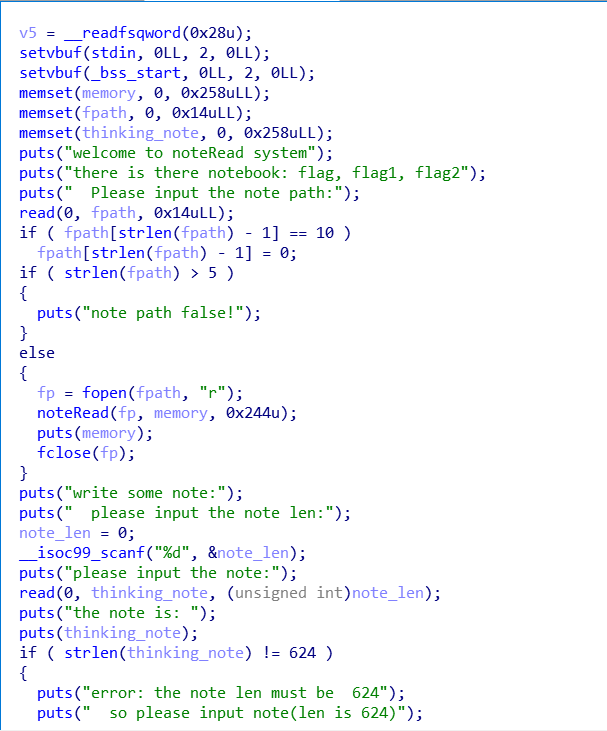 v5 = __readfsqword(0x28u);
setvbuf(stdin, 0LL, 2, 0LL);
setvbuf(_bss_start, 0LL, 2, 0LL);
memset(memory, 0, 0x258uLL);
memset(fpath, 0, 0x14uLL);
memset(thinking_note, 0, 0x258uLL);
puts("welcome to noteRead system");
puts("there is there notebook: flag, flag1, flag2");
puts("  Please input the note path:");
read(0, fpath, 0x14uLL);
if ( fpath[strlen(fpath) - 1] == 10 )
  fpath[strlen(fpath) - 1] = 0;
if ( strlen(fpath) > 5 )
{
  puts("note path false!");
}
else
{
  fp = fopen(fpath, "r");
  noteRead(fp, memory, 0x244u);
  puts(memory);
  fclose(fp);
}
puts("write some note:");
puts("  please input the note len:");
note_len = 0;
__isoc99_scanf("%d", &note_len);
puts("please input the note:");
read(0, thinking_note, (unsigned int)note_len);
puts("the note is: ");
puts(thinking_note);
if ( strlen(thinking_note) != 624 )
{
  puts("error: the note len must be  624");
  puts("  so please input note(len is 624)");